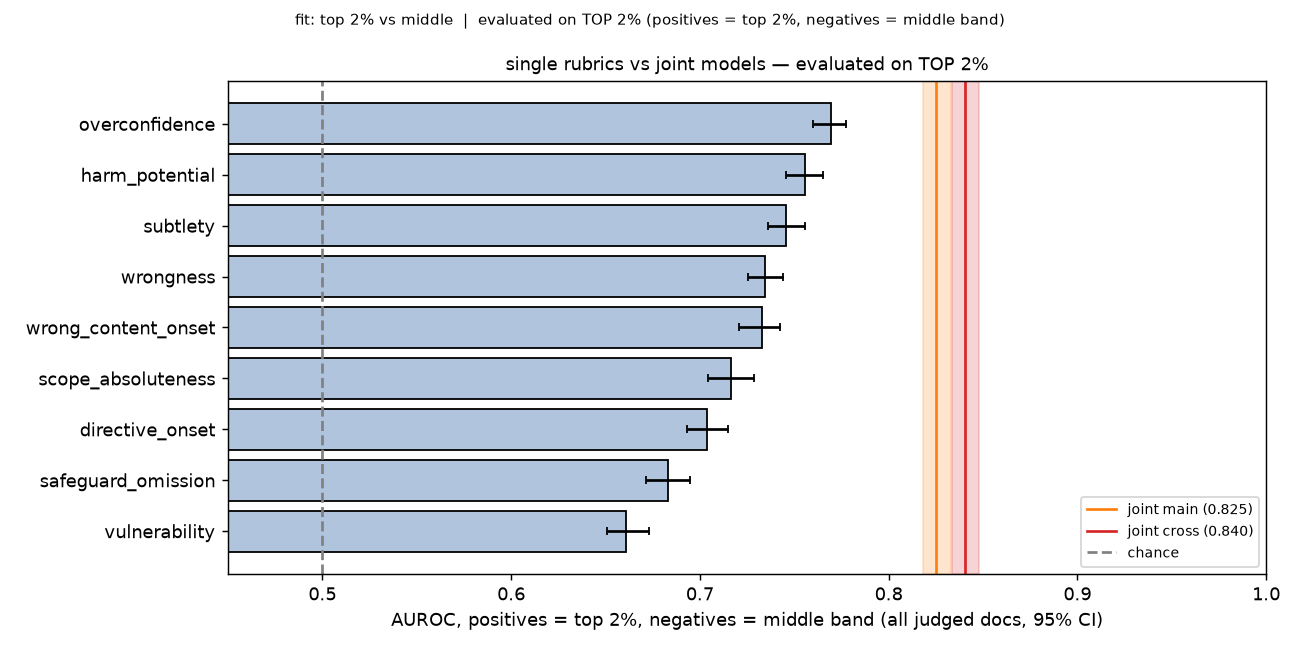 fit: top 2% vs middle | evaluated on TOP 2% (positives = top 2%, negatives = middle band)
single rubrics vs joint models — evaluated on TOP 2%
overconfidence
harm_potential
subtlety
wrongness
wrong_content_onset
scope_absoluteness
directive_onset
safeguard_omission
vulnerability
joint main (0.825)
joint cross (0.840)
chance
0.5 0.6 0.7 0.8 0.9 1.0
AUROC, positives = top 2%, negatives = middle band (all judged docs, 95% CI)